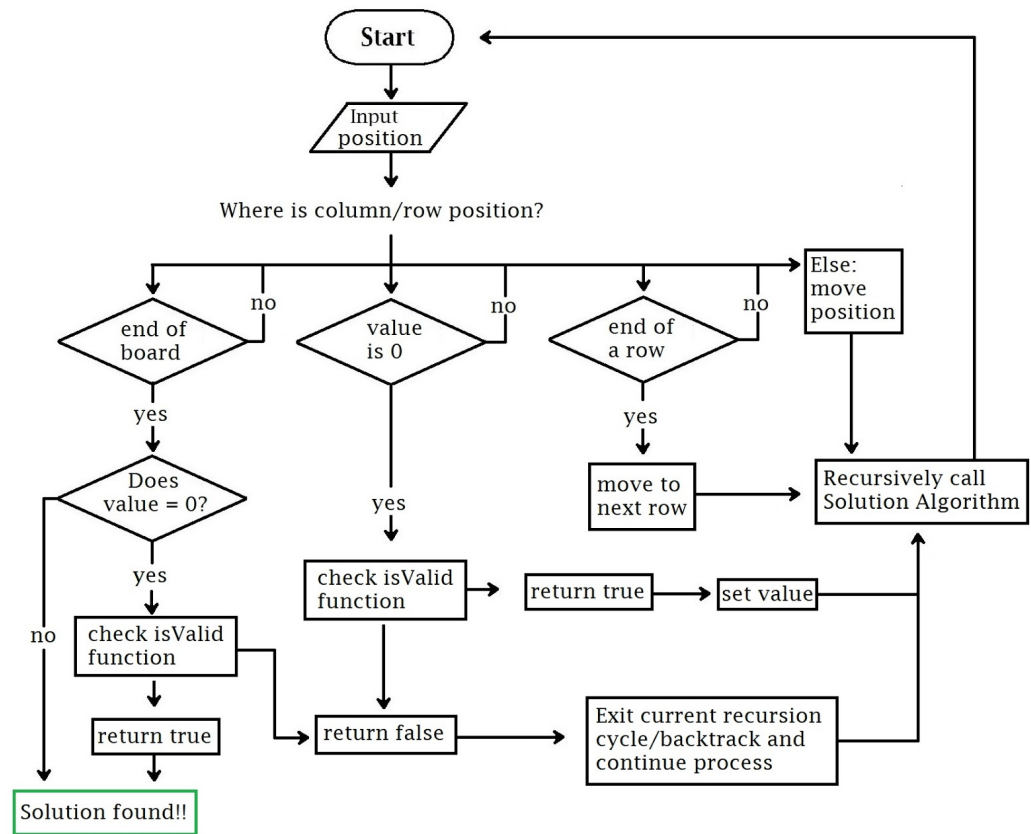 Start
Input
position
Where is column/row position?
Else:
move
position
no
no
no
end of
board
value
is 0
end of
a row
yes
yes
Does
value = 0?
yes
move to
next row
Recursively call
Solution Algorithm
yes
check isValid
function
return true
set value
no
check isValid
function
return true
return false
Exit current recursion
cycle/backtrack and
continue process
Solution found!!